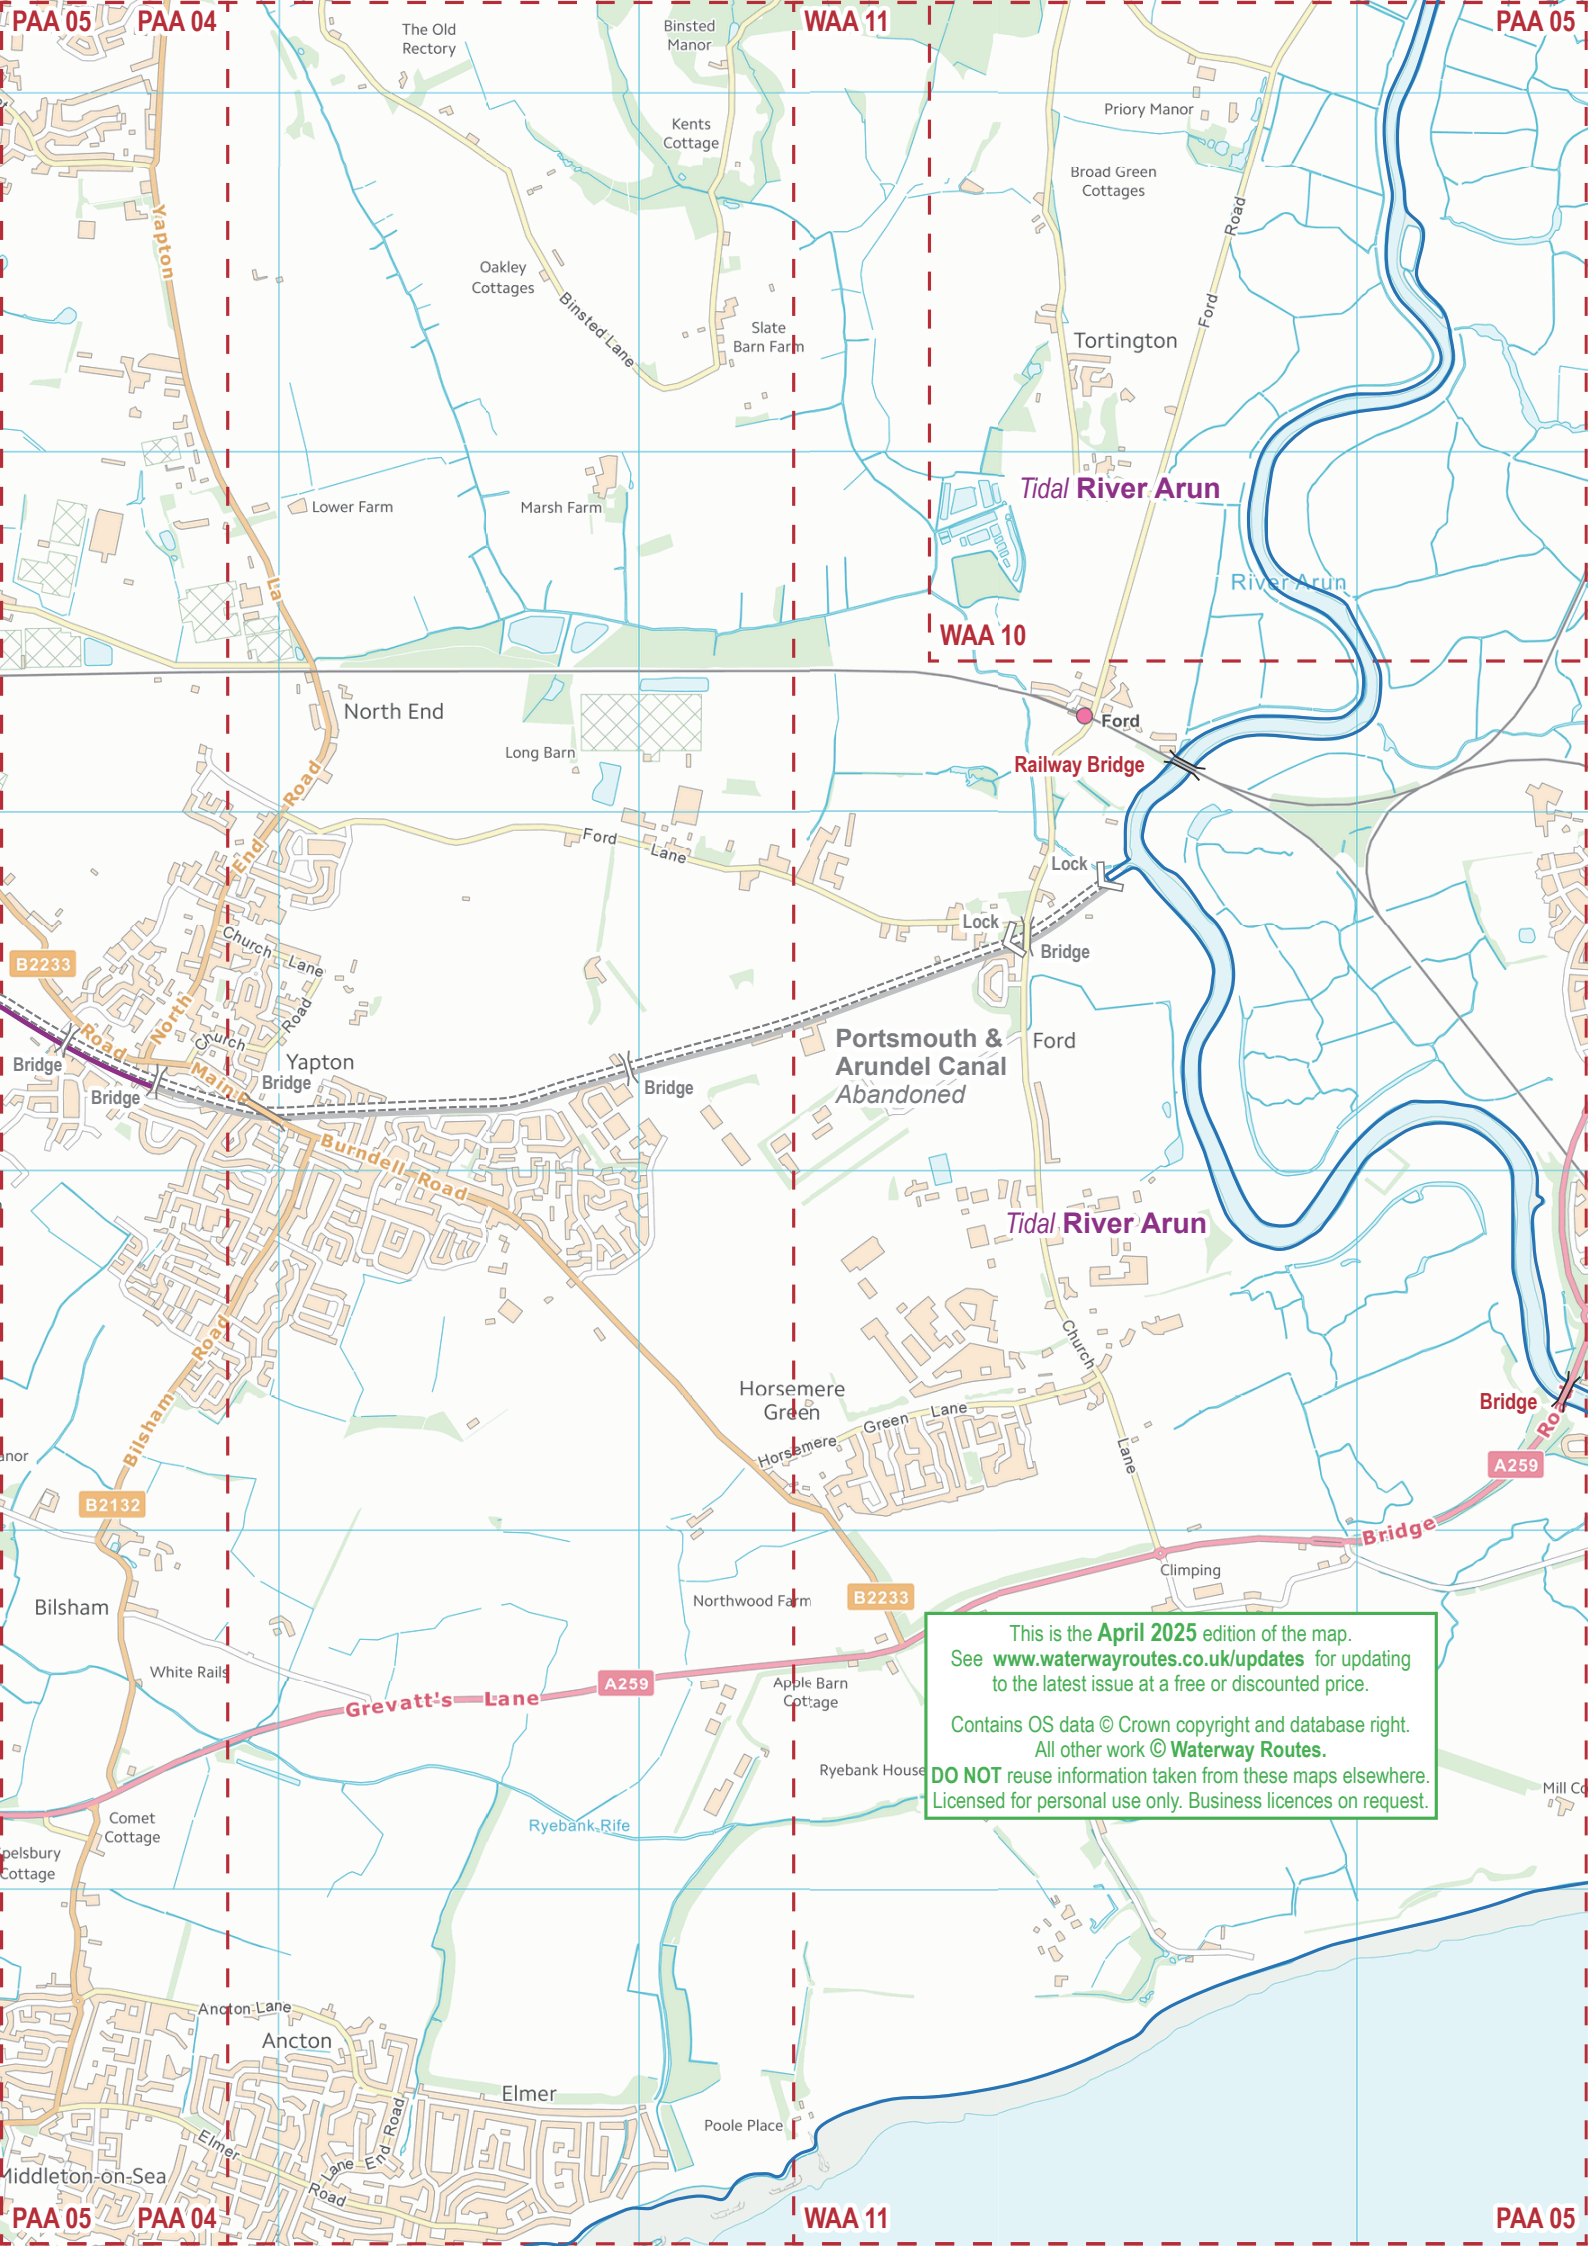 PAA 05
PAA 04
WAA 11
PAA 05
The Old
Rectory
Binsted
Manor
Kents
Cottage
Priory Manor
Broad Green
Cottages
Yapton
Road
Oakley
Cottages
Binsted Lane
Slate
Barn Farm
Ford
Tortington
Lower Farm
Marsh Farm
Tidal River Arun
La
River Arun
WAA 10
North End
Ford
Long Barn
Railway Bridge
Road
End
Ford Lane
Lock
Lock
Bridge
Church Lane
B2233
North
Road
Road
Church
Yapton
Portsmouth &
Arundel Canal
Abandoned
Ford
Bridge
Main
Bridge
Bridge
Bridge
Burndell Road
Tidal River Arun
Road
Church
Horsemere
Green
Bilsham
Horsemere Green Lane
Lane
Bridge
Road
anor
A259
B2132
Bridge
Climping
Bilsham
Northwood Farm
B2233
White Rails
Grevatt's Lane
A259
Apple Barn
Cottage
This is the April 2025 edition of the map.
See www.waterwayroutes.co.uk/updates for updating
to the latest issue at a free or discounted price.
Contains OS data © Crown copyright and database right.
All other work © Waterway Routes.
DO NOT reuse information taken from these maps elsewhere.
Licensed for personal use only. Business licences on request.
Ryebank House
Mill Co
Comet
Cottage
Ryebank Rife
pelsbury
Cottage
Ancton Lane
Ancton
Elmer
Poole Place
Elmer
Road
Lane
End Road
Middleton-on-Sea
PAA 05
PAA 04
WAA 11
PAA 05